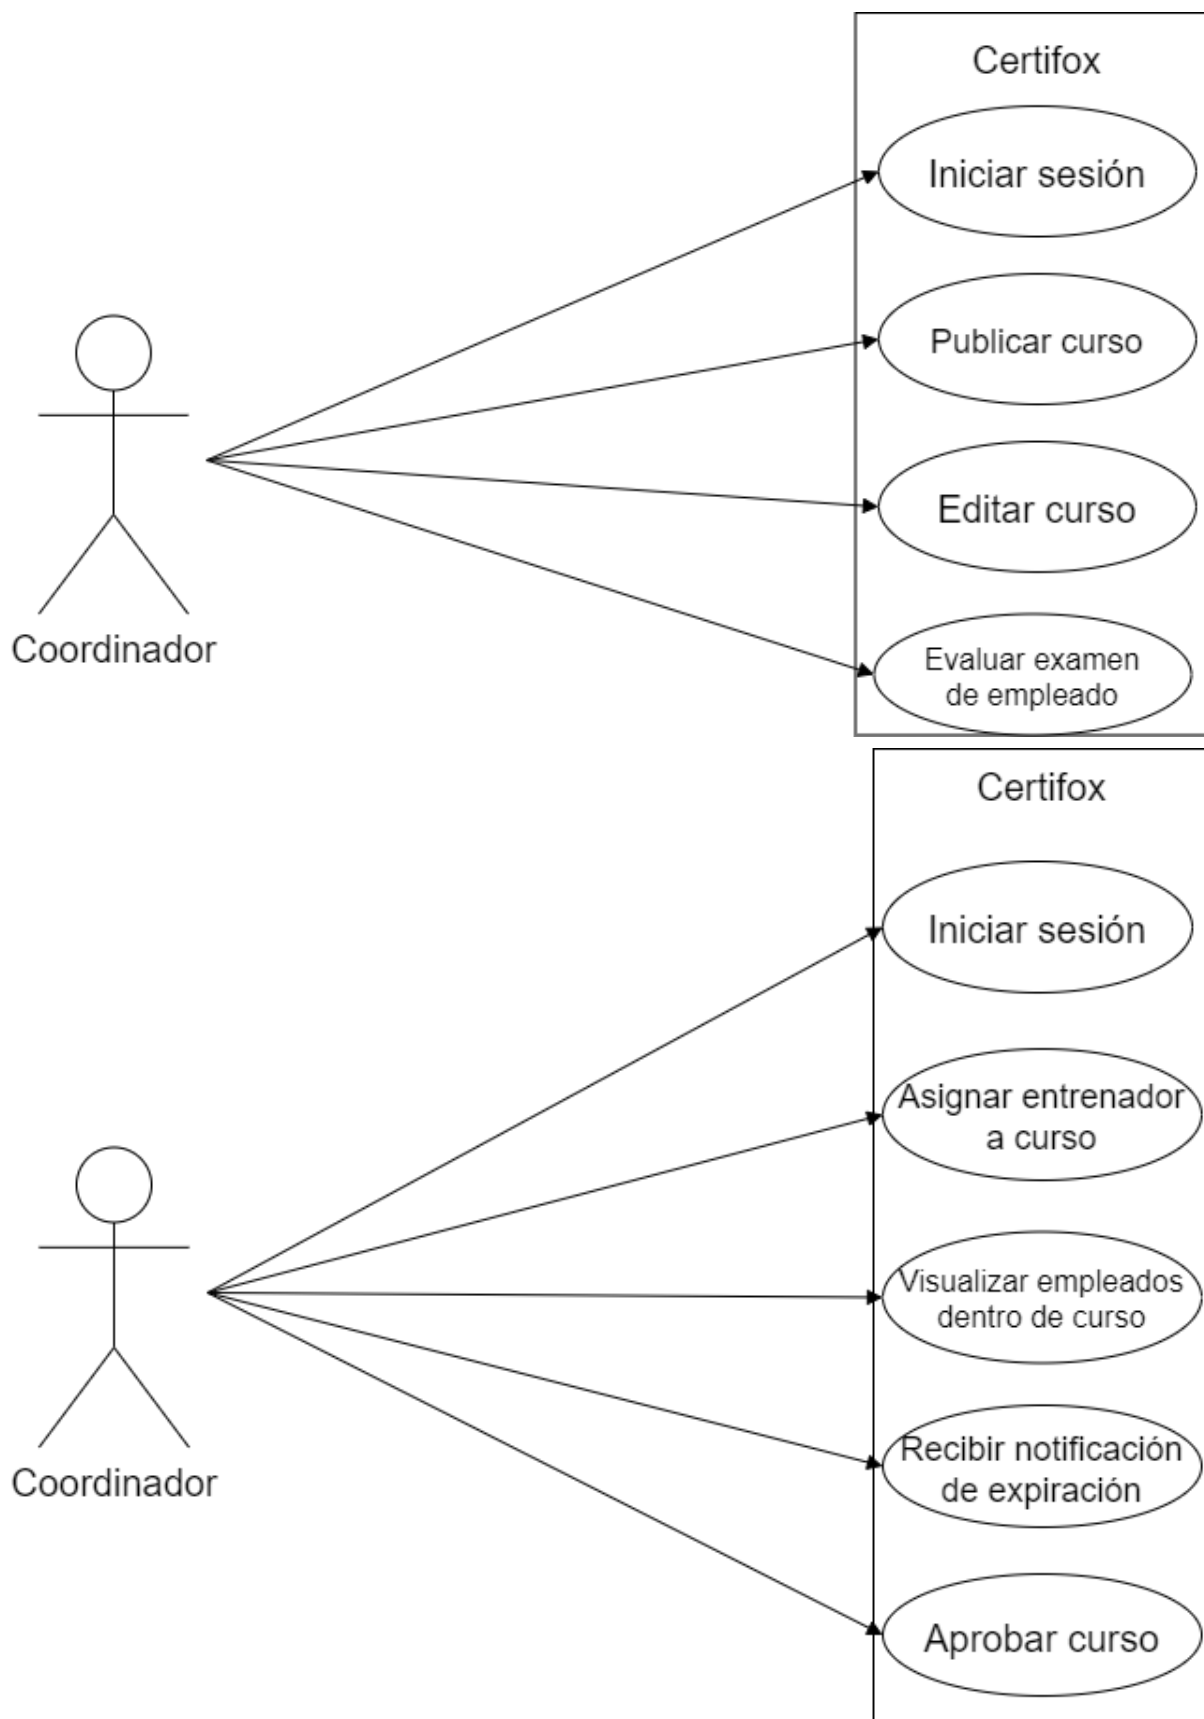 Certifox
Iniciar sesión
Publicar curso
Editar curso
Evaluar examen
de empleado
Coordinador
Certifox
Iniciar sesión
Asignar entrenador
a curso
Visualizar empleados
dentro de curso
Recibir notificación
de expiración
Aprobar curso
Coordinador